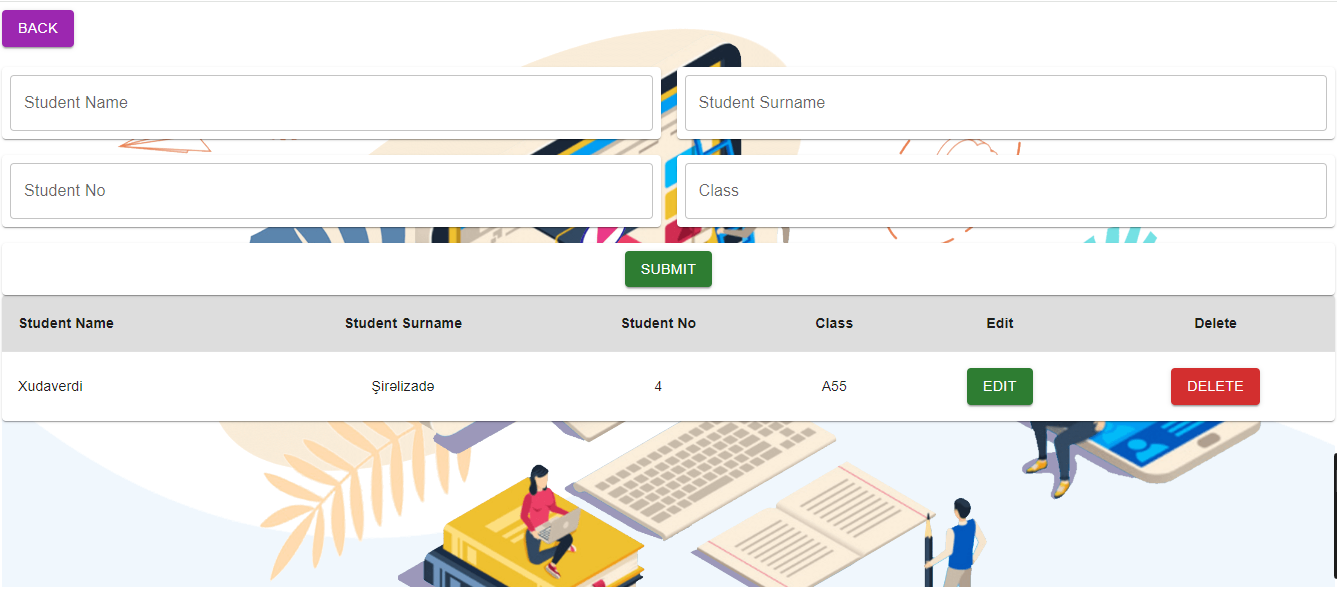 BACK
Student Name Student Surname
Student No Class
SUBMIT
Student Name Student Surname Student No Class Edit Delete
Xudaverdi Şirəlizadə 4 A55 EDIT DELETE